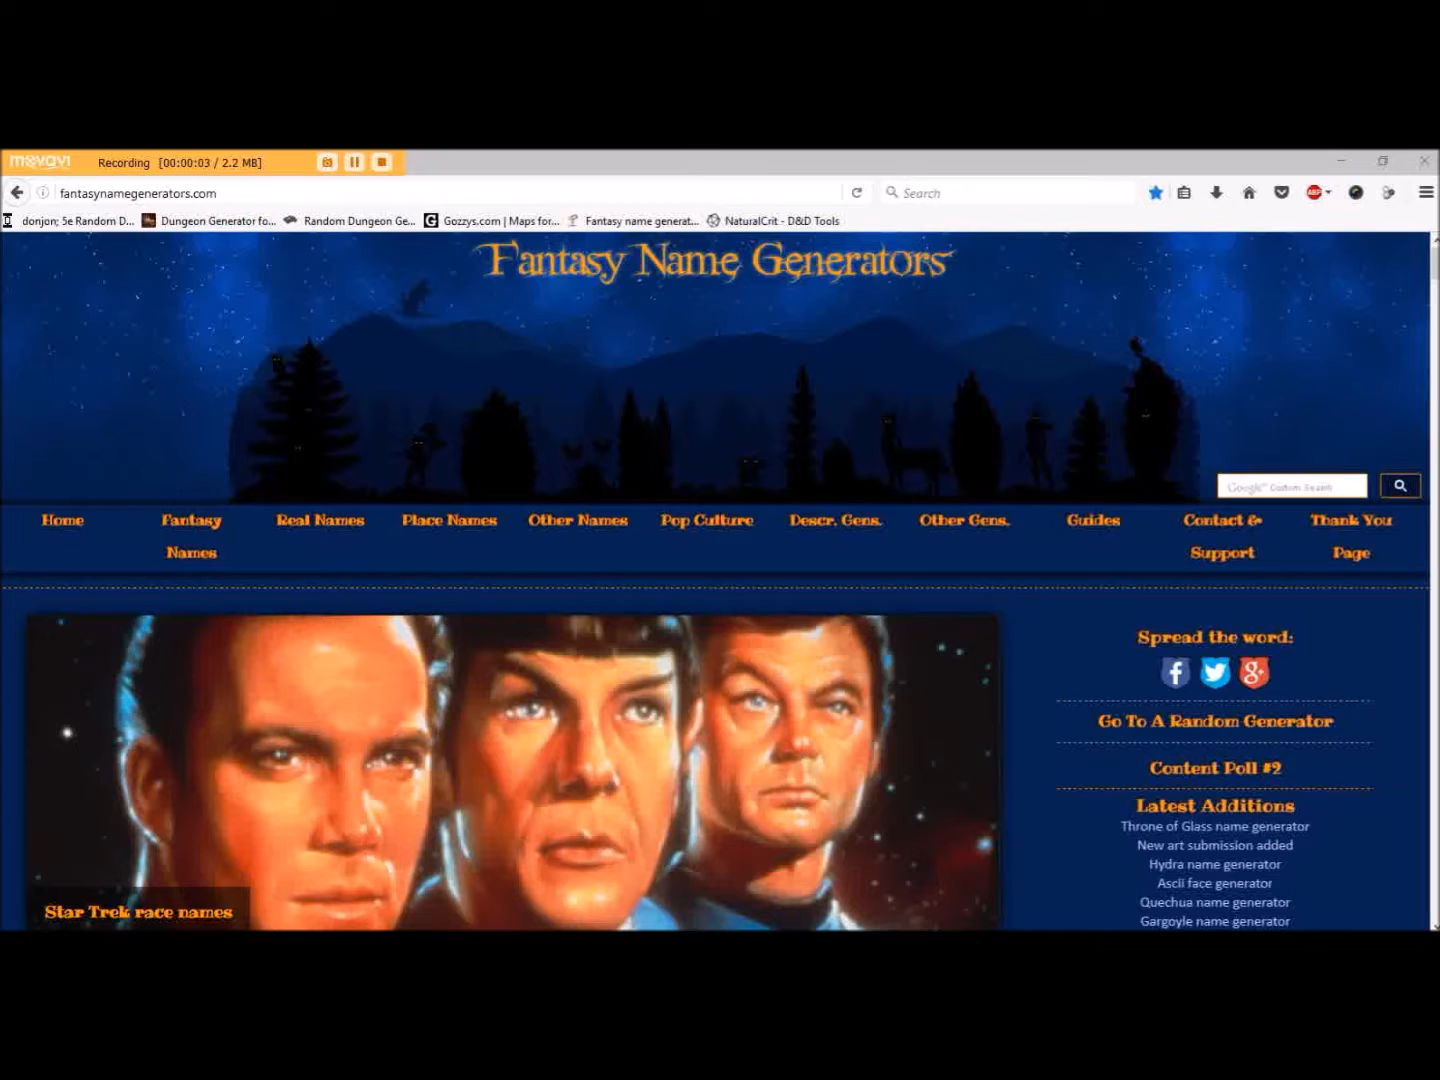 movavi Recording [00:00:03 / 2.2 MB]
fantasynamegenerators.com
Search
ABP
donjon; 5e Random D...
Dungeon Generator fo...
Random Dungeon Ge...
G Gozzys.com | Maps for...
Fantasy name generat...
NaturalCrit - D&D Tools
Fantasy Name Generators
Google™ Custom Search
Home
Fantasy Names
Real Names
Place Names
Other Names
Pop Culture
Descr. Gens.
Other Gens.
Guides
Contact & Support
Thank You Page
Star Trek race names
Spread the word:
Go To A Random Generator
Content Poll #2
Latest Additions
Throne of Glass name generator
New art submission added
Hydra name generator
Ascii face generator
Quechua name generator
Gargoyle name generator